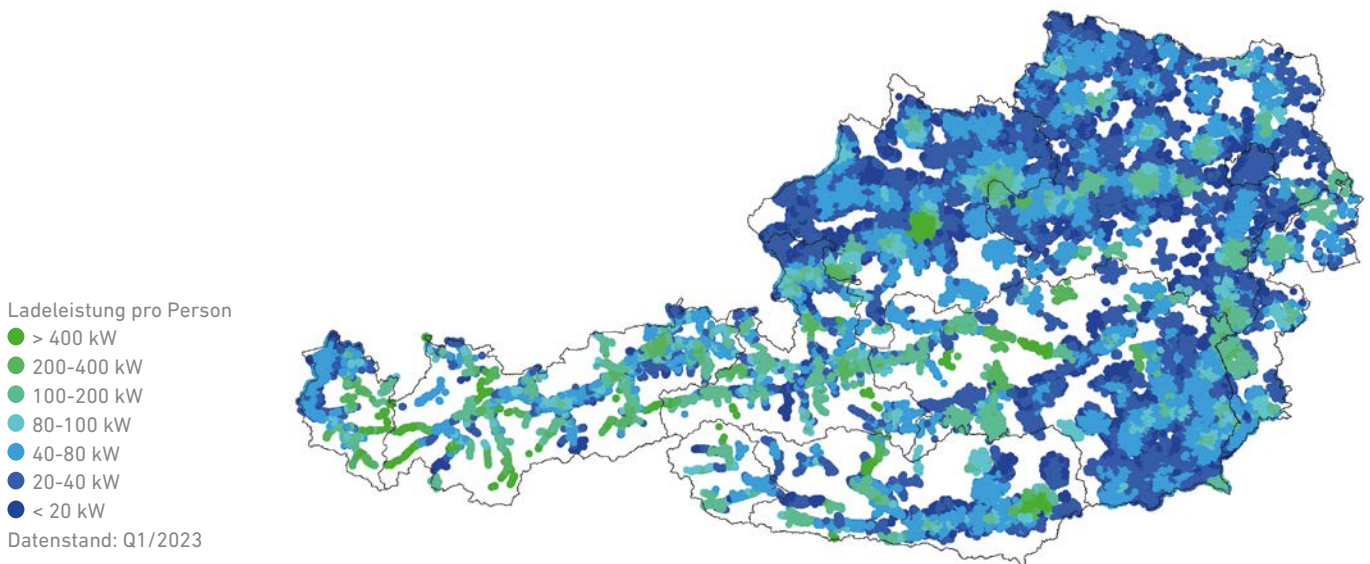 Ladeleistung pro Person
> 400 kW
200-400 kW
100-200 kW
80-100 kW
40-80 kW
20-40 kW
< 20 kW
Datenstand: Q1/2023